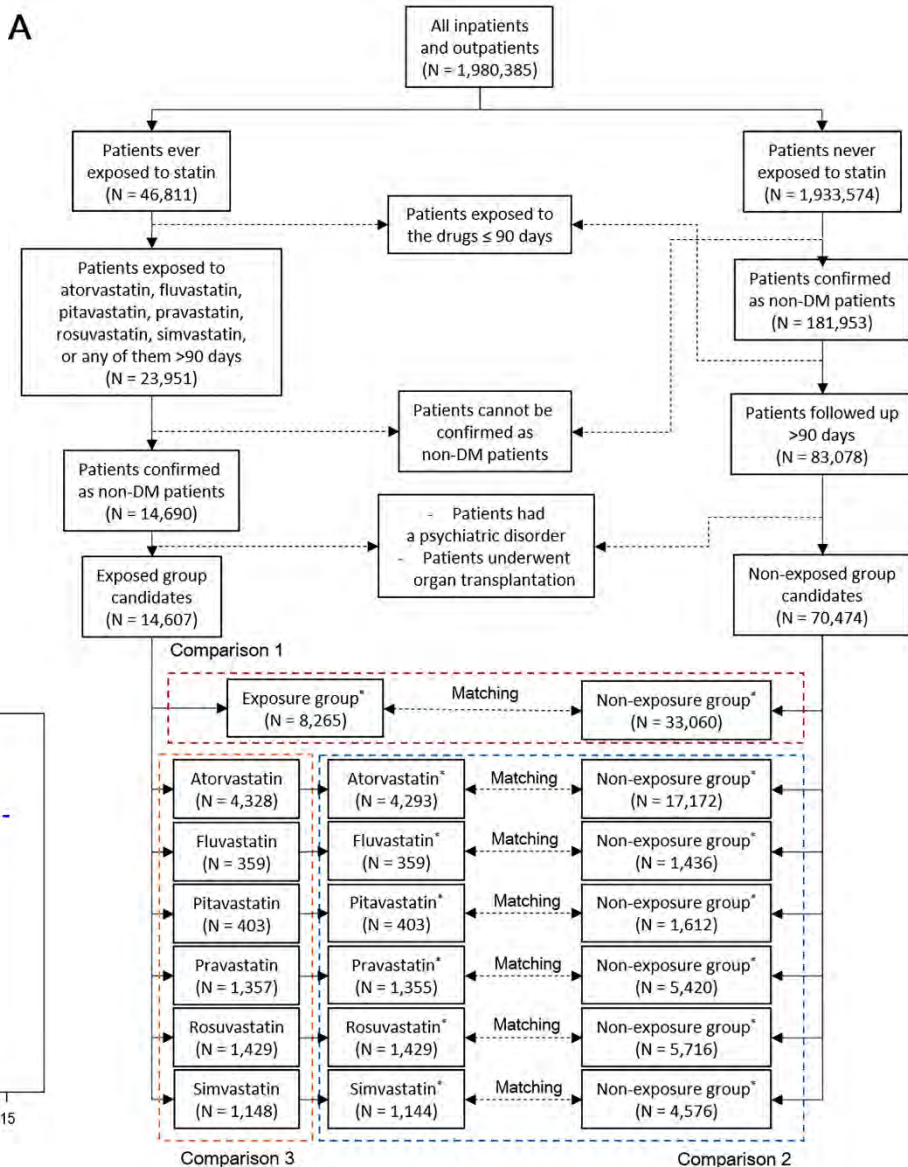 A
All inpatients
and outpatients
(N = 1,980,385)
Patients ever
exposed to statin
(N = 46,811)
Patients never
exposed to statin
(N = 1,933,574)
Patients exposed to
the drugs ≤ 90 days
Patients exposed to
atorvastatin, fluvastatin,
pitavastatin, pravastatin,
rosuvastatin, simvastatin,
or any of them >90 days
(N = 23,951)
Patients confirmed
as non-DM patients
(N = 181,953)
Patients cannot be
confirmed as
non-DM patients
Patients followed up
>90 days
(N = 83,078)
Patients confirmed
as non-DM patients
(N = 14,690)
- Patients had
a psychiatric disorder
- Patients underwent
organ transplantation
Exposed group
candidates
(N = 14,607)
Non-exposed group
candidates
(N = 70,474)
Comparison 1
Exposure group*
(N = 8,265)
Matching
Non-exposure group*
(N = 33,060)
Atorvastatin
(N = 4,328)
Atorvastatin*
(N = 4,293)
Matching
Non-exposure group*
(N = 17,172)
Fluvastatin
(N = 359)
Fluvastatin*
(N = 359)
Matching
Non-exposure group*
(N = 1,436)
Pitavastatin
(N = 403)
Pitavastatin*
(N = 403)
Matching
Non-exposure group*
(N = 1,612)
Pravastatin
(N = 1,357)
Pravastatin*
(N = 1,355)
Matching
Non-exposure group*
(N = 5,420)
Rosuvastatin
(N = 1,429)
Rosuvastatin*
(N = 1,429)
Matching
Non-exposure group*
(N = 5,716)
Simvastatin
(N = 1,148)
Simvastatin*
(N = 1,144)
Matching
Non-exposure group*
(N = 4,576)
15
Comparison 3
Comparison 2